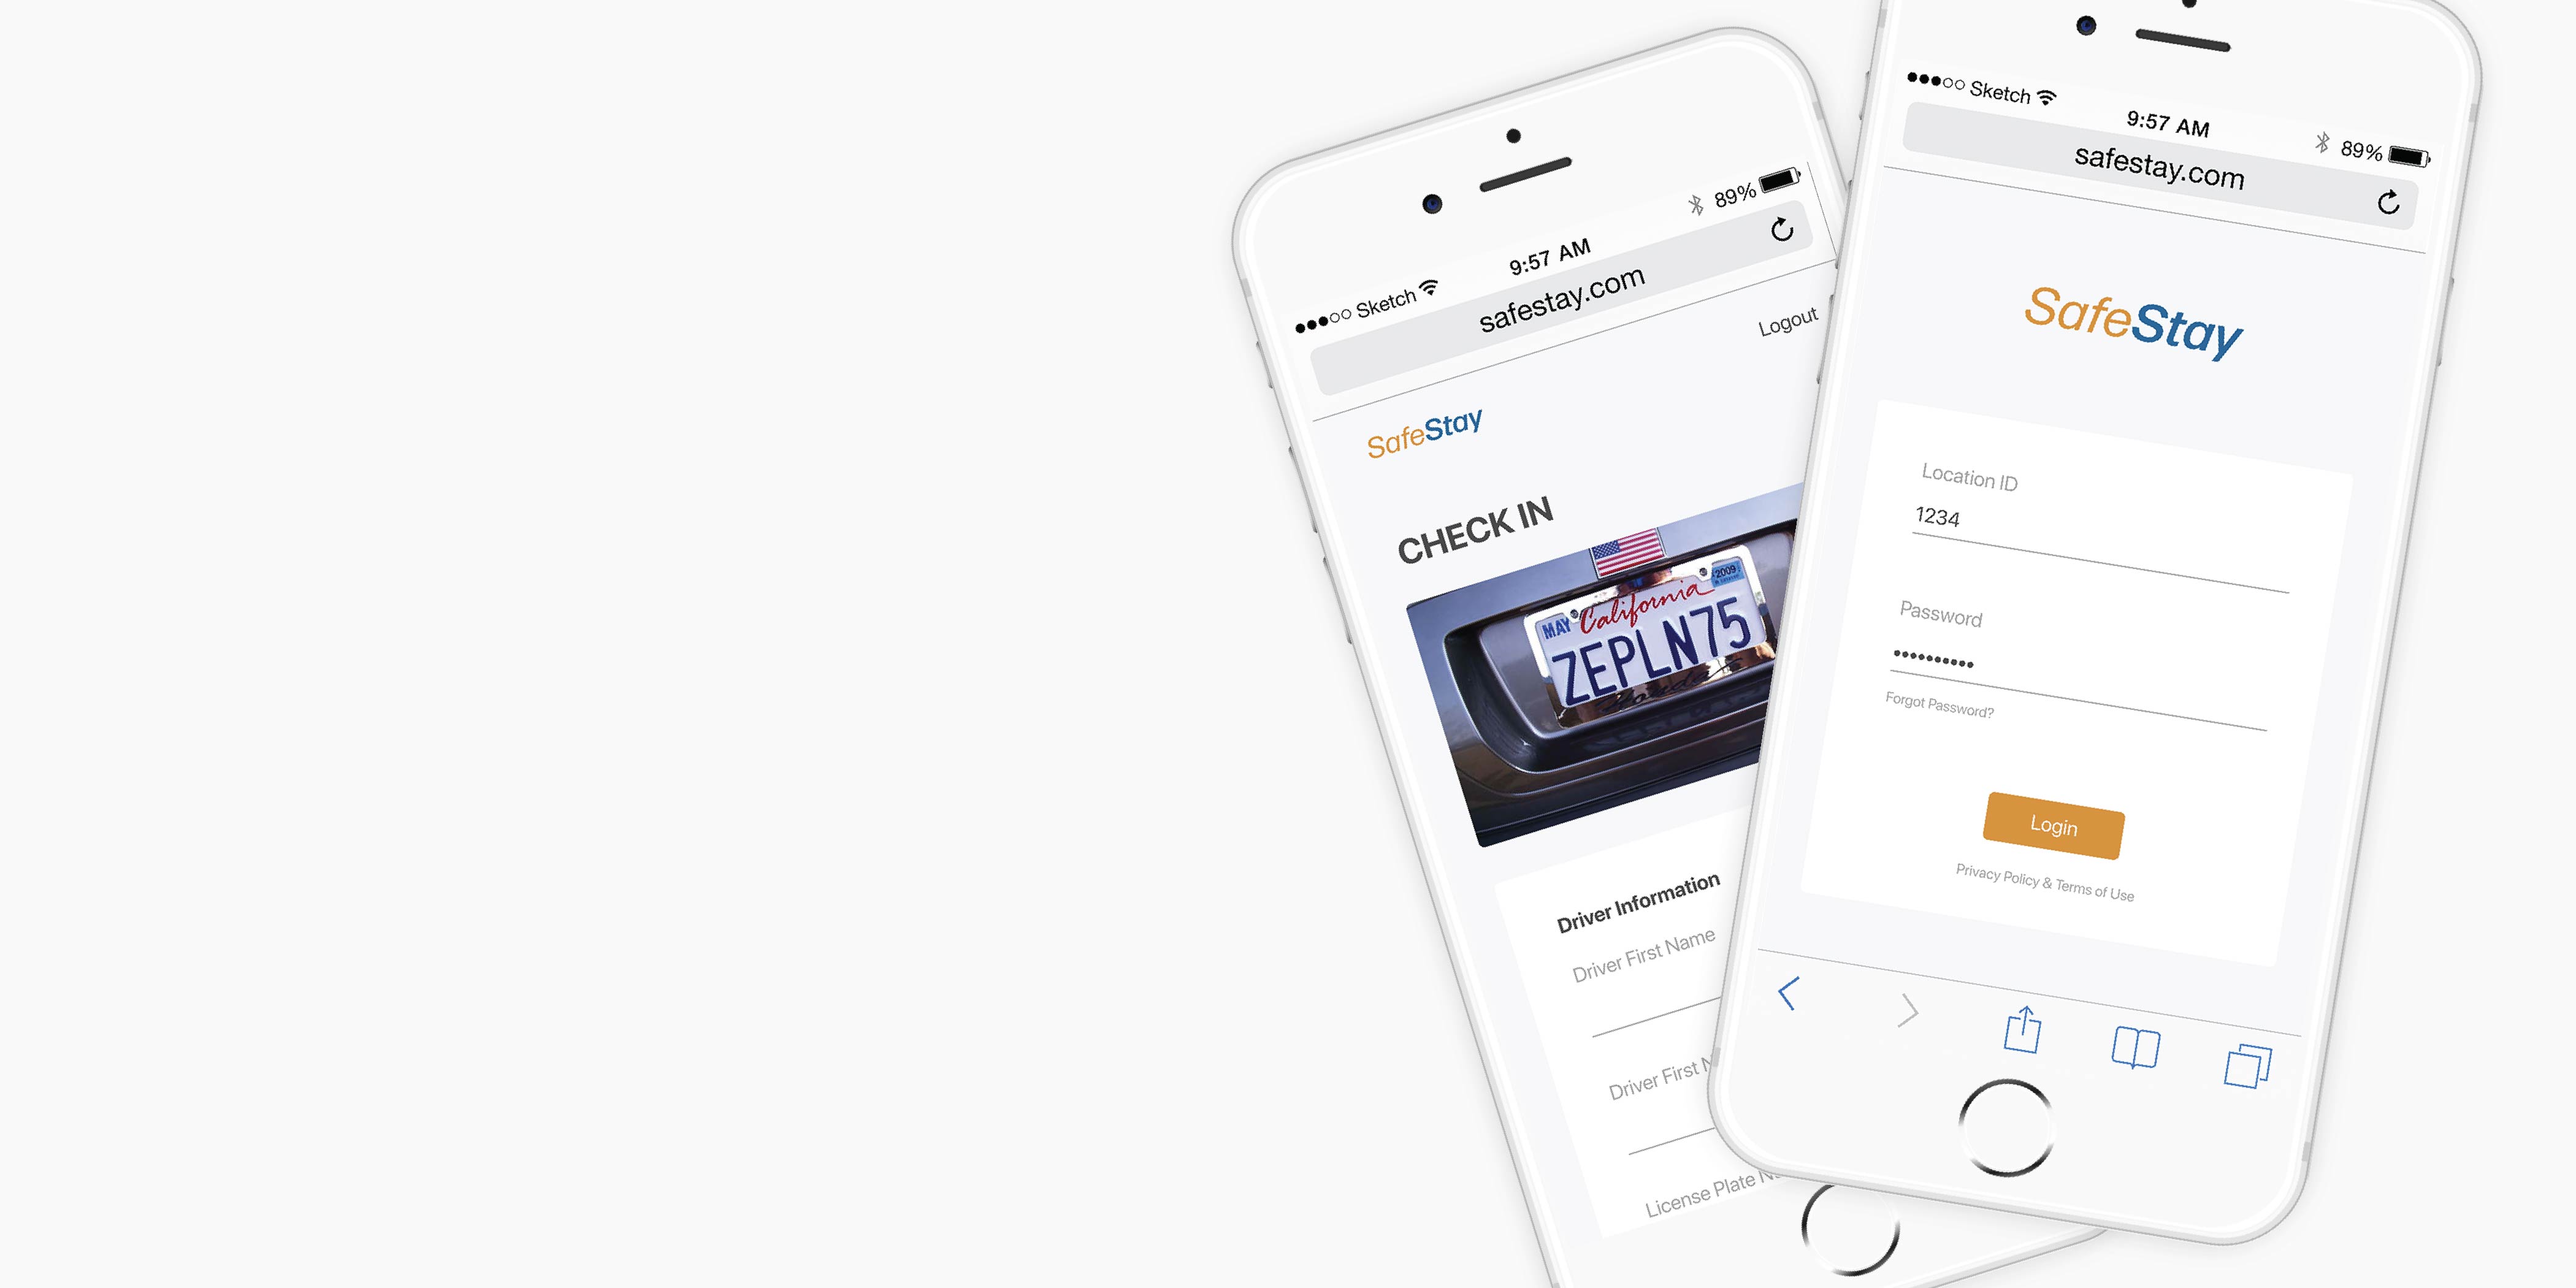 Sketch
9:57 AM
89%
safestay.com
Logout
SafeStay
CHECK IN
MAY
California
2009
ZEPLN75
Honda
Driver Information
Driver First Name
Driver First
License Plate
Sketch
9:57 AM
89%
safestay.com
SafeStay
Location ID
1234
Password
••••••••••
Forgot Password?
Login
Privacy Policy & Terms of Use